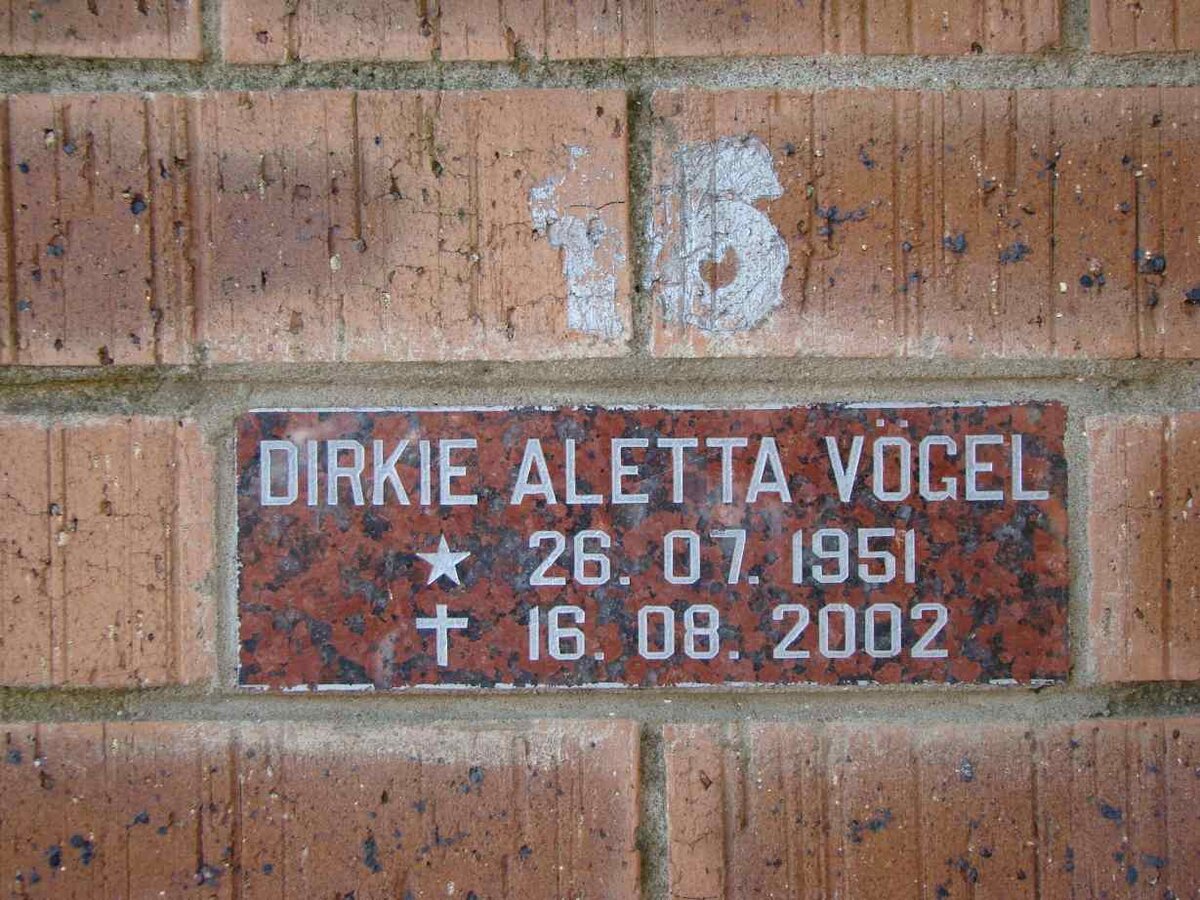 16
DIRKIE ALETTA VÖGEL
★ 26. 07. 1951
✝ 16. 08. 2002